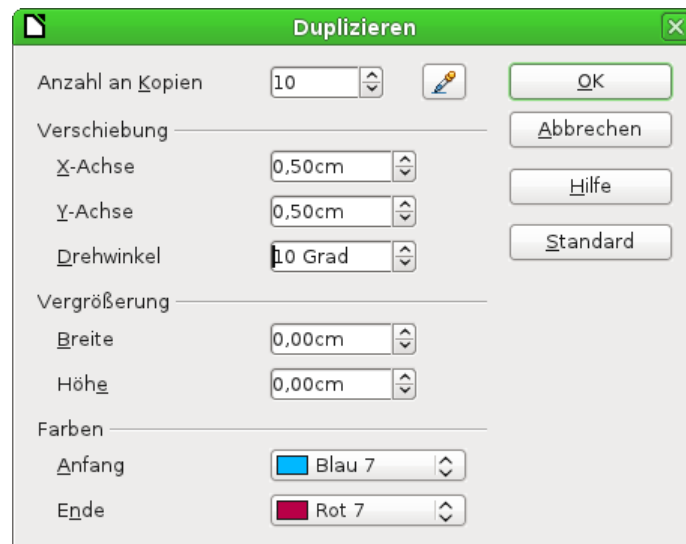 Duplizieren
Anzahl an Kopien 10 OK
Verschiebung Abbrechen
X-Achse 0,50cm Hilfe
Y-Achse 0,50cm
Drehwinkel 10 Grad Standard
Vergrößerung
Breite 0,00cm
Höhe 0,00cm
Farben
Anfang Blau 7
Ende Rot 7